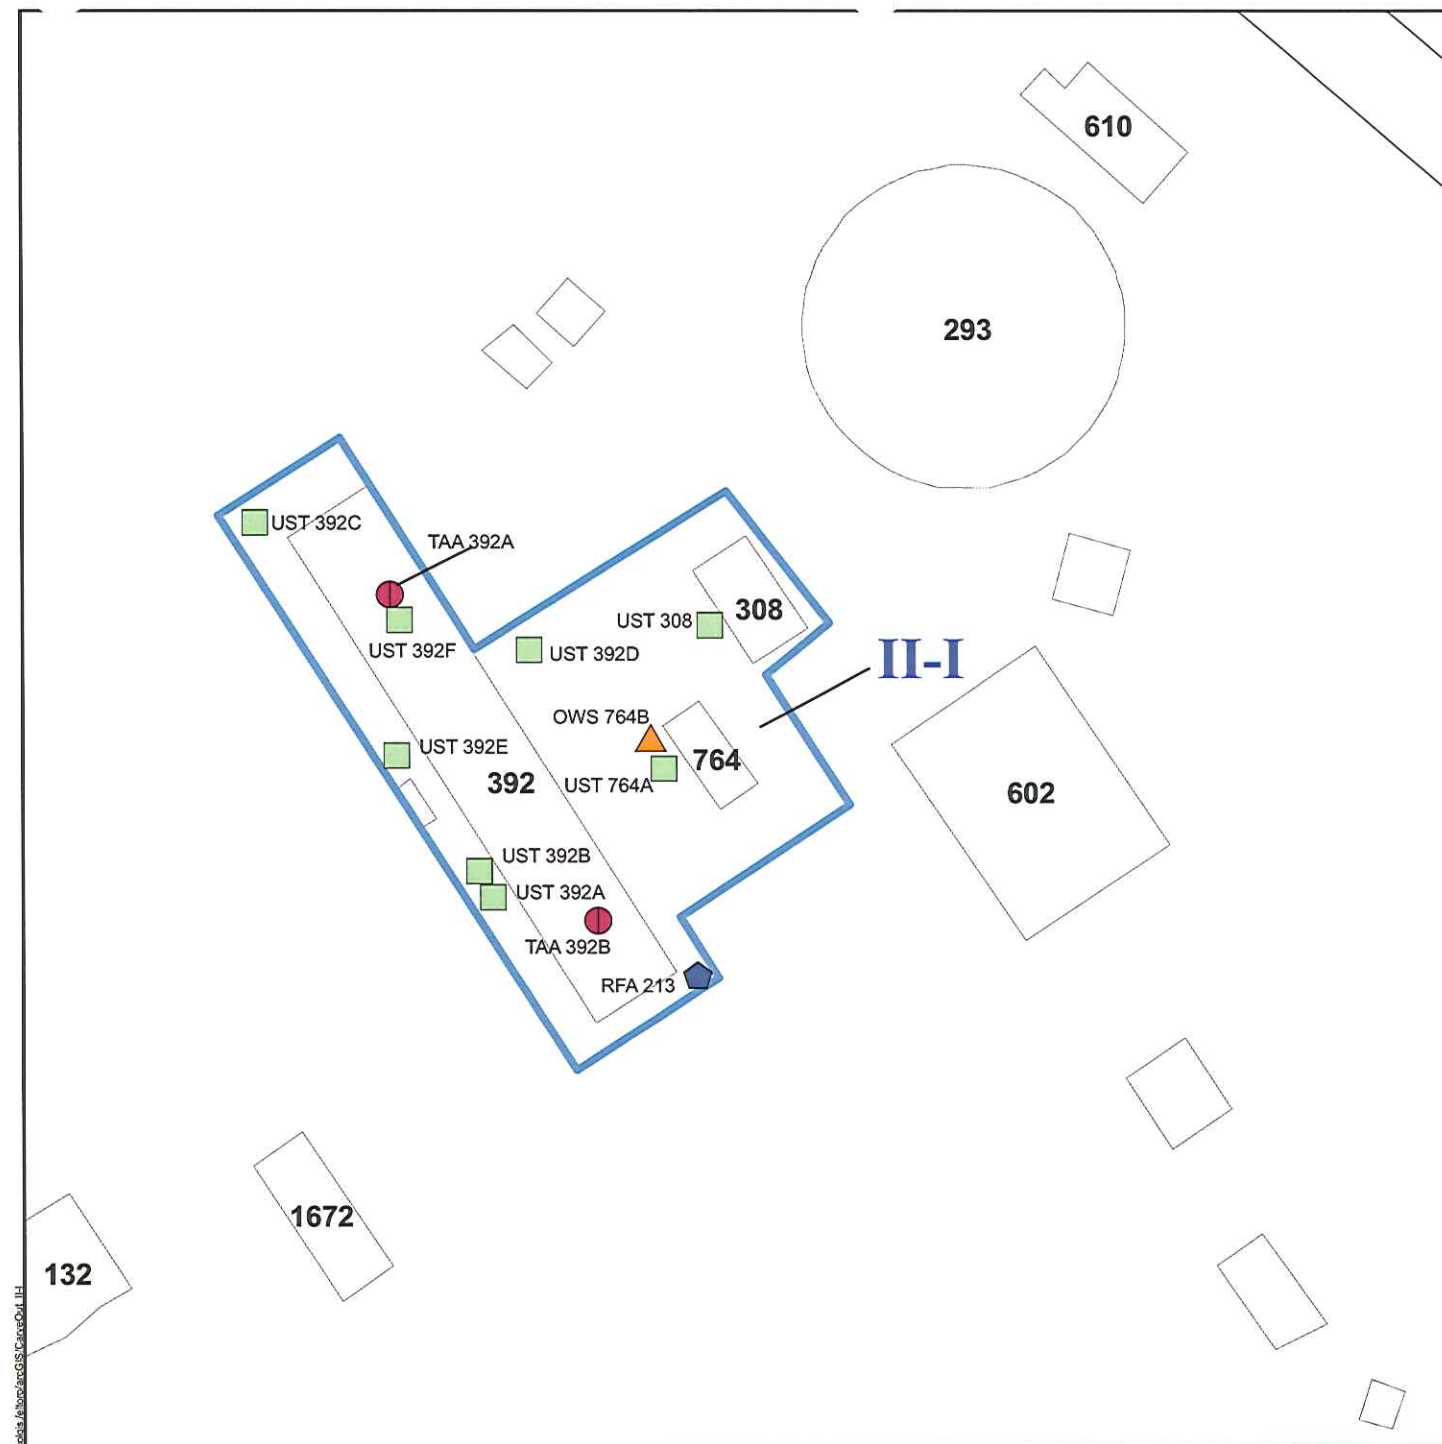 610
293
UST 392C
TAA 392A
UST 308
308
UST 392F
UST 392D
II-I
OWS 764B
UST 392E
764
392
UST 764A
602
UST 392B
UST 392A
TAA 392B
RFA 213
1672
132